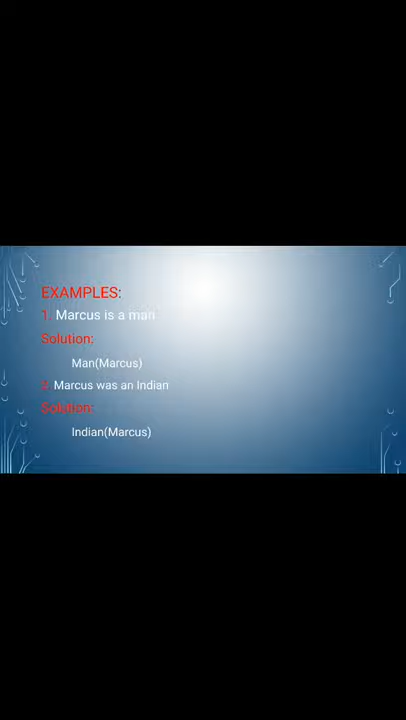 EXAMPLES:
1. Marcus is a man
Solution:
Man(Marcus)
2. Marcus was an Indian
Solution:
Indian(Marcus)